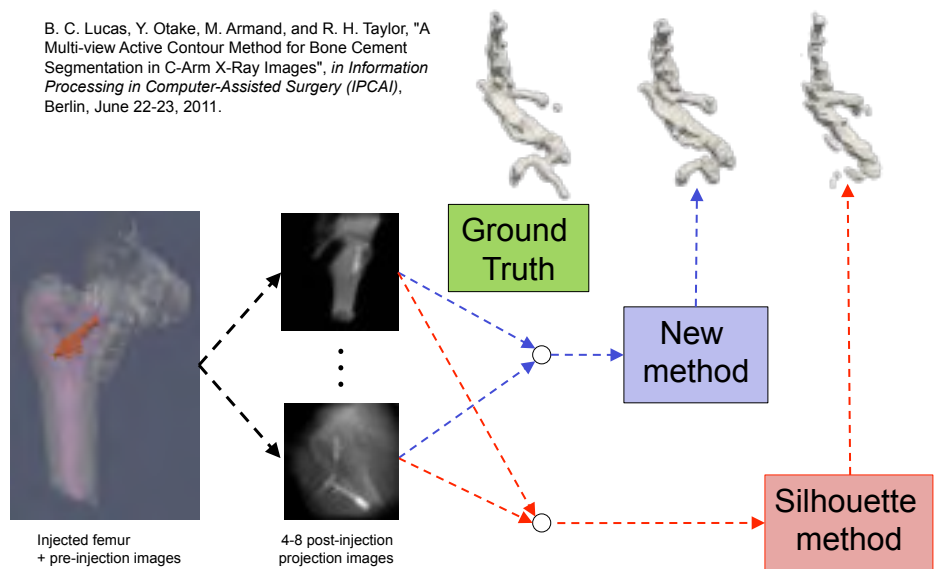 B. C. Lucas, Y. Otake, M. Armand, and R. H. Taylor, "A
Multi-view Active Contour Method for Bone Cement
Segmentation in C-Arm X-Ray Images", in Information
Processing in Computer-Assisted Surgery (IPCAI),
Berlin, June 22-23, 2011.
Ground
Truth
New
method
Silhouette
method
Injected femur
+ pre-injection images
4-8 post-injection
projection images